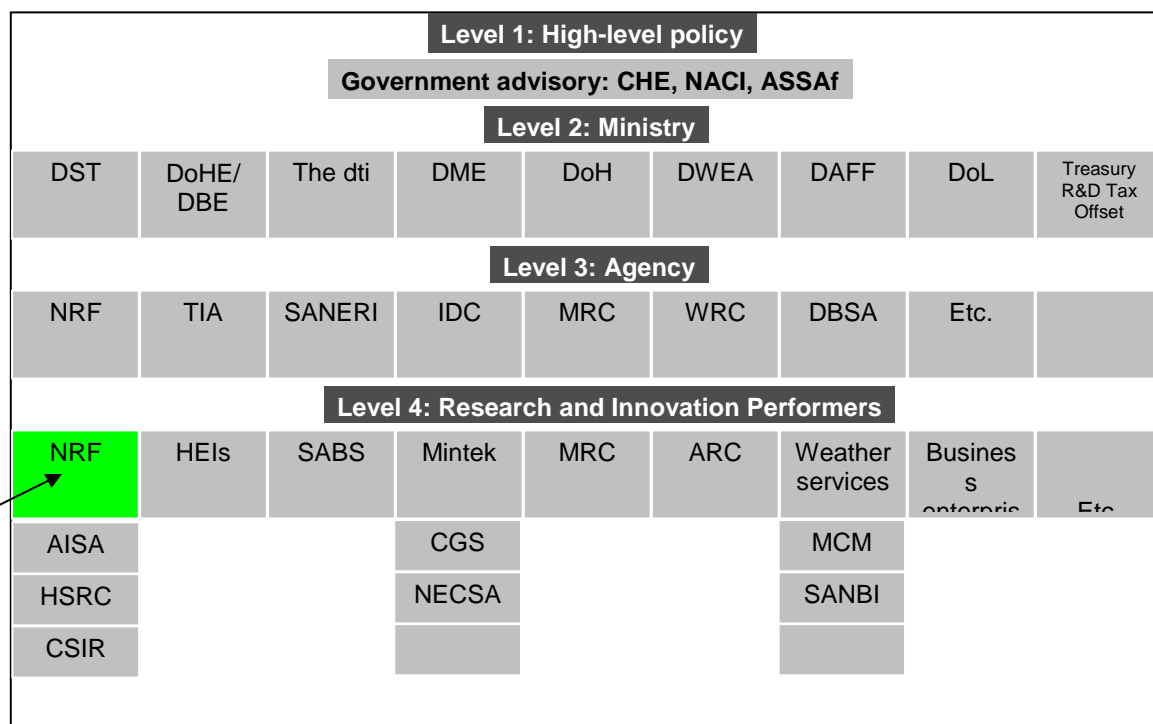 Level 1: High-level policy
Government advisory: CHE, NACI, ASSAf
Level 2: Ministry
DST
DoHE/
DBE
The dti
DME
DoH
DWEA
DAFF
DoL
Treasury
R&D Tax
Offset
Level 3: Agency
NRF
TIA
SANERI
IDC
MRC
WRC
DBSA
Etc.
Level 4: Research and Innovation Performers
NRF
HEIs
SABS
Mintek
MRC
ARC
Weather
services
Busines
s
enterpris
Etc
AISA
CGS
MCM
HSRC
NECSA
SANBI
CSIR